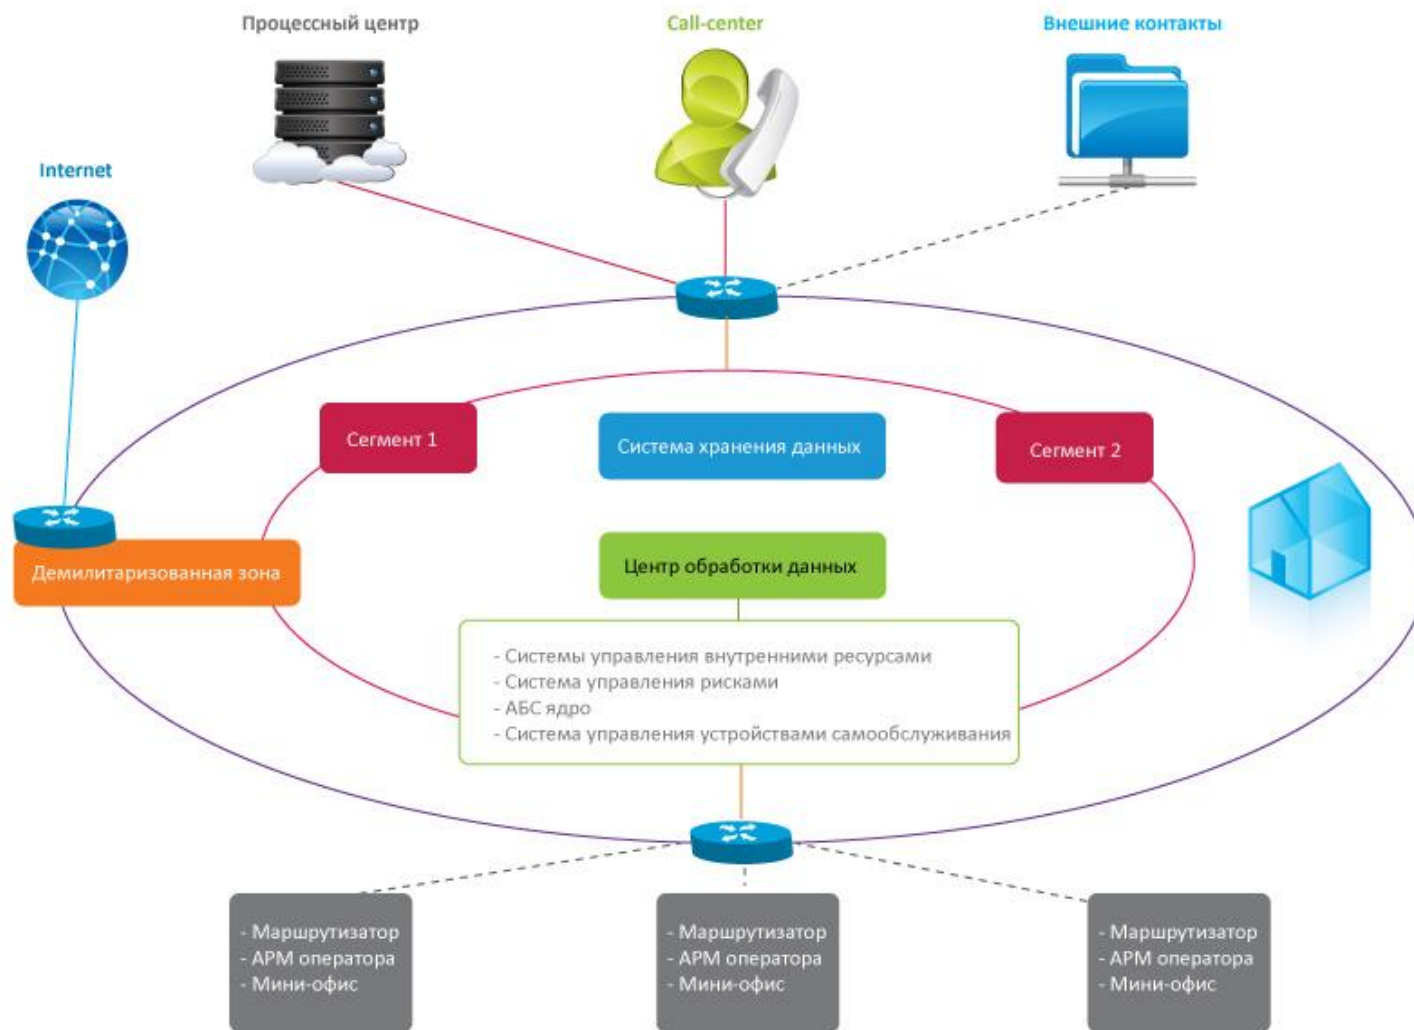 Процессный центр
Call-center
Внешние контакты
Internet
Сегмент 1
Система хранения данных
Сегмент 2
Демилитаризованная зона
Центр обработки данных
- Системы управления внутренними ресурсами
- Система управления рисками
- АБС ядро
- Система управления устройствами самообслуживания
- Маршрутизатор
- АРМ оператора
- Мини-офис
- Маршрутизатор
- АРМ оператора
- Мини-офис
- Маршрутизатор
- АРМ оператора
- Мини-офис